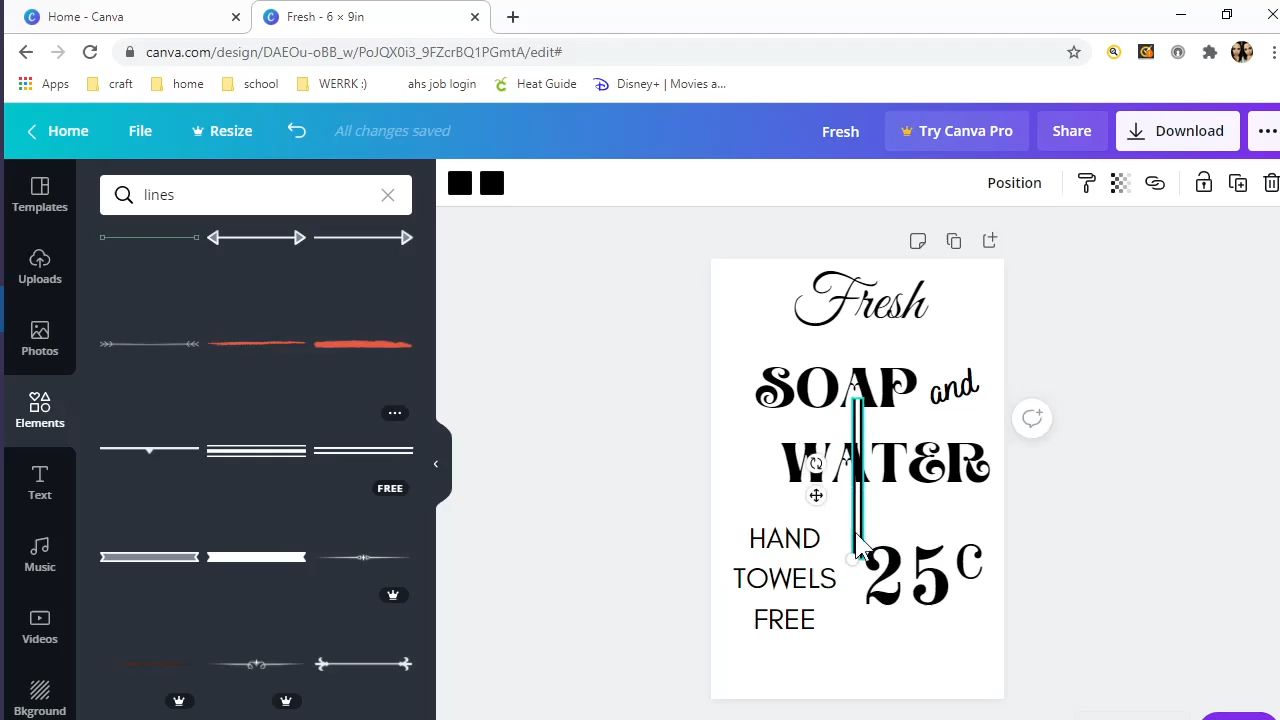 Home - Canva
Fresh - 6 × 9in
canva.com/design/DAEOu-oBB_w/PoJQX0i3_9FZcrBQ1PGmtA/edit#
Apps craft home school WERRK :) ahs job login Heat Guide Disney+ | Movies a...
Home File Resize All changes saved Fresh Try Canva Pro Share Download
lines
Position
Templates
Uploads
Photos
Elements
Text
Music
Videos
Bkground
FREE
Fresh
SOAP and
WATER
HAND
TOWELS
FREE
25c